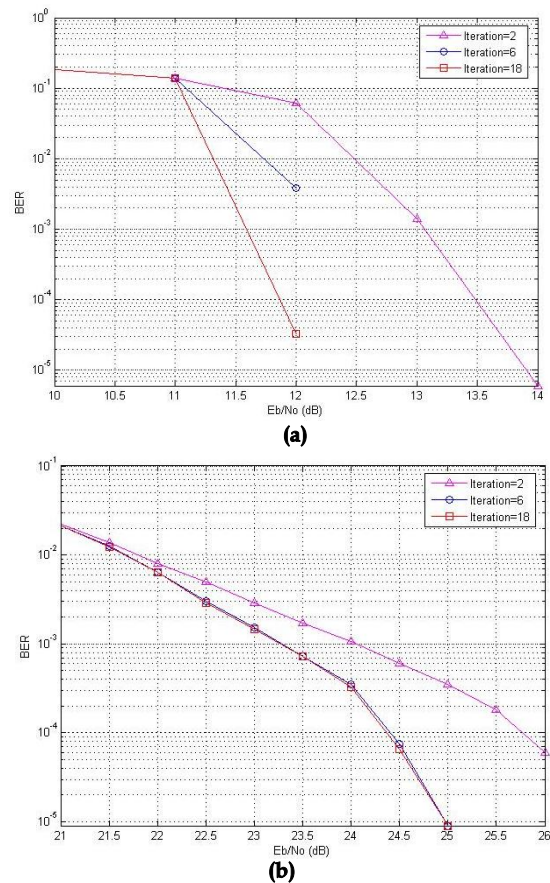 10^0
10^-1
10^-2
10^-3
10^-4
10^-5
BER
Iteration=2
Iteration=6
Iteration=18
10 10.5 11 11.5 12 12.5 13 13.5 14
Eb/No (dB)
(a)
10^-1
10^-2
10^-3
10^-4
10^-5
BER
Iteration=2
Iteration=6
Iteration=18
21 21.5 22 22.5 23 23.5 24 24.5 25 25.5 26
Eb/No (dB)
(b)